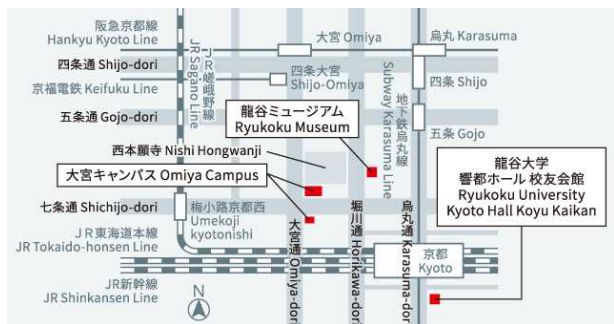 阪急京都線
Hankyu Kyoto Line
大宮 Omiya
烏丸 Karasuma
四条通 Shijo-dori
京福電鉄 Keifuku Line
四条大宮
Shijo-Omiya
四条 Shijo
JR嵯峨野線
JR Sagano Line
五条通 Gojo-dori
龍谷ミュージアム
Ryukoku Museum
地下鉄烏丸線
Subway Karasuma Line
五条 Gojo
西本願寺 Nishi Hongwanji
大宮キャンパス Omiya Campus
龍谷大学
響都ホール 校友会館
Ryukoku University
Kyoto Hall Koyu Kaikan
七条通 Shichijo-dori
梅小路京都西
Umekoji
kyotonishi
大宮通 Omiya-dori
堀川通 Horikawa-dori
烏丸通 Karasuma-dori
JR東海道本線
JR Tokaido-honsen Line
京都
Kyoto
JR新幹線
JR Shinkansen Line
N